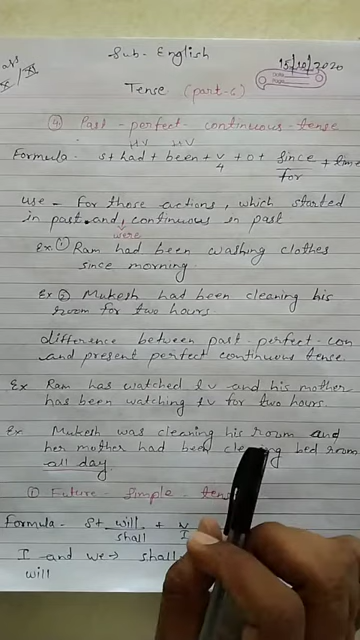 Sub- English
15/10/2020
X / XI
Tense (part-6)
④ Past-perfect-continuous-tense
HV MV
Formula- S+had+been+V4+O+ since/for +time
use - For those actions, which started
in past and continuous in past
were
Ex:① Ram had been washing clothes
since morning.
Ex ② Mukesh had been cleaning his
room for two hours.
difference between past-perfect-con
and present perfect continuous tense.
Ex Ram has watched tv and his mother
has been watching tv for two hours.
Ex Mukesh was cleaning his room and
her mother had been cleaning bed room
all day.
① Future-simple-tens
Formula- S+ will/shall + V
I and we→ shall
will